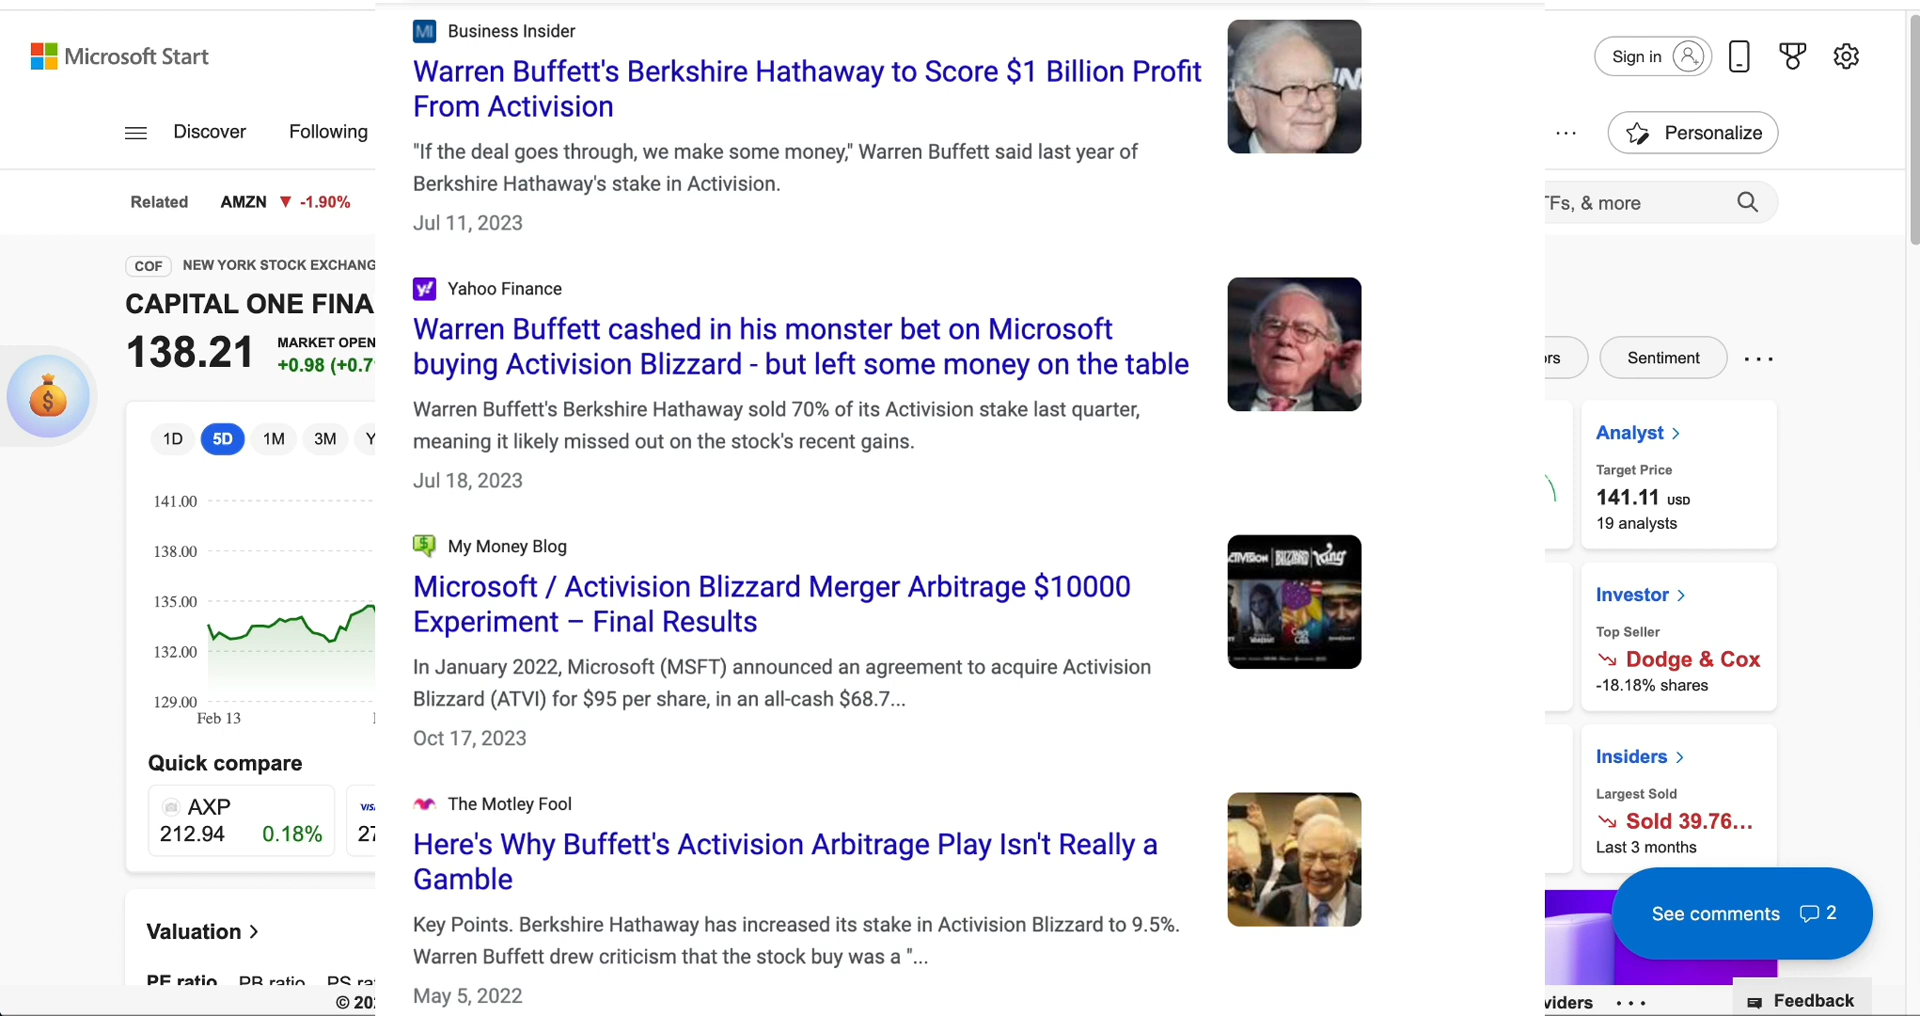 Microsoft Start
Sign in
Discover
Following
Personalize
Related
AMZN ▼ -1.90%
& more
COF
NEW YORK STOCK
CAPITAL ONE
138.21
MARKET OPEN
+0.98
1D
5D
1M
3M
141.00
138.00
135.00
132.00
129.00
Feb 13
Quick compare
AXP
212.94
0.18%
VISA
Valuation >
PE ratio
PB ratio
©
Business Insider
Warren Buffett's Berkshire Hathaway to Score $1 Billion Profit
From Activision
"If the deal goes through, we make some money," Warren Buffett said last year of
Berkshire Hathaway's stake in Activision.
Jul 11, 2023
Yahoo Finance
Warren Buffett cashed in his monster bet on Microsoft
buying Activision Blizzard - but left some money on the table
Warren Buffett's Berkshire Hathaway sold 70% of its Activision stake last quarter,
meaning it likely missed out on the stock's recent gains.
Jul 18, 2023
My Money Blog
Microsoft / Activision Blizzard Merger Arbitrage $10000
Experiment – Final Results
In January 2022, Microsoft (MSFT) announced an agreement to acquire Activision
Blizzard (ATVI) for $95 per share, in an all-cash $68.7...
Oct 17, 2023
The Motley Fool
Here's Why Buffett's Activision Arbitrage Play Isn't Really a
Gamble
Key Points. Berkshire Hathaway has increased its stake in Activision Blizzard to 9.5%.
Warren Buffett drew criticism that the stock buy was a "...
May 5, 2022
Sentiment
Analyst >
Target Price
141.11 USD
19 analysts
Investor >
Top Seller
Dodge & Cox
-18.18% shares
Insiders >
Largest Sold
Sold 39.76...
Last 3 months
See comments 2
Feedback